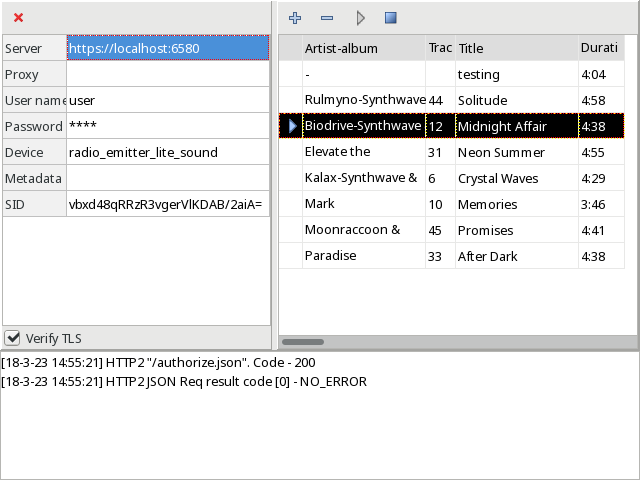 Server https://localhost:6580
Proxy
User name user
Password ****
Device radio_emitter_lite_sound
Metadata
SID vbxd48qRRzR3vgerVlKDAB/2aiA=
Verify TLS
Artist-album Trac Title Durati
- testing 4:04
Rulmyno-Synthwave 44 Solitude 4:58
Biodrive-Synthwave 12 Midnight Affair 4:38
Elevate the 31 Neon Summer 4:55
Kalax-Synthwave & 6 Crystal Waves 4:29
Mark 10 Memories 3:46
Moonraccoon & 45 Promises 4:41
Paradise 33 After Dark 4:38
[18-3-23 14:55:21] HTTP2 "/authorize.json". Code - 200
[18-3-23 14:55:21] HTTP2 JSON Req result code [0] - NO_ERROR